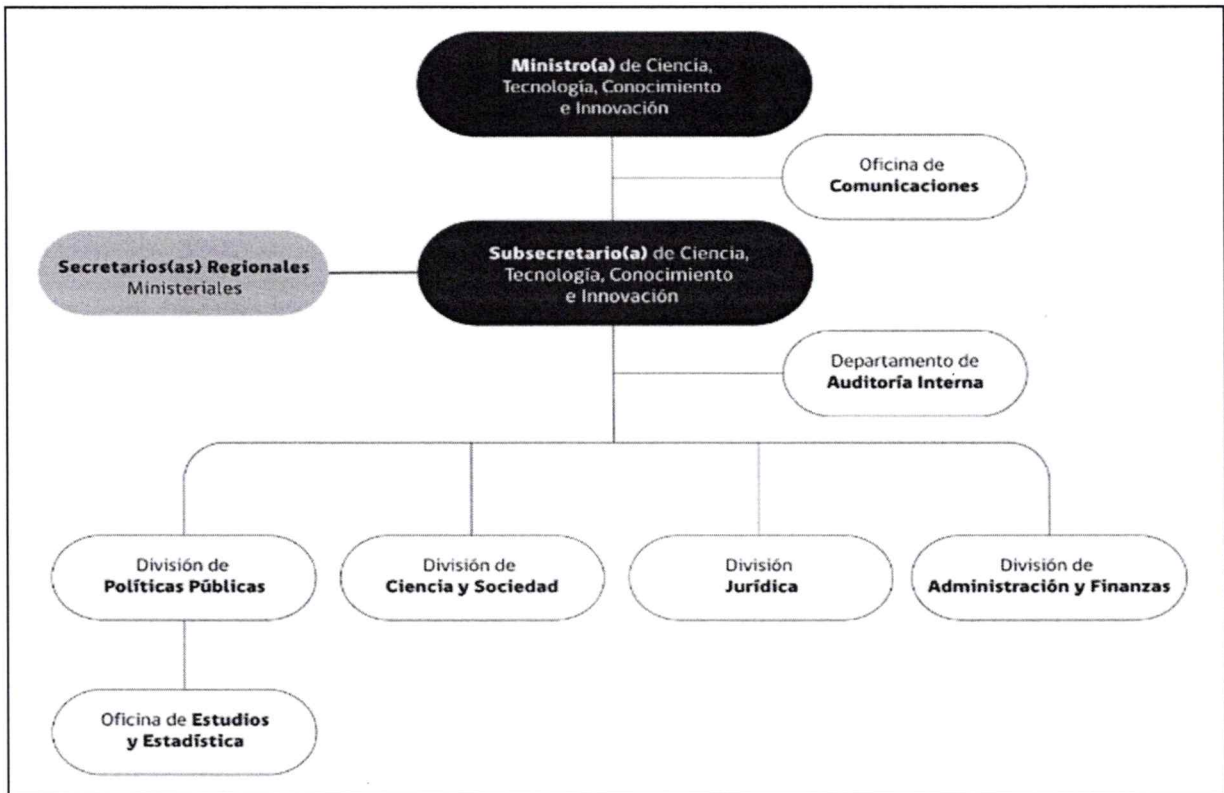 Ministro(a) de Ciencia,
Tecnología, Conocimiento
e Innovación
Oficina de
Comunicaciones
Secretarios(as) Regionales
Ministeriales
Subsecretario(a) de Ciencia,
Tecnología, Conocimiento
e Innovación
Departamento de
Auditoría Interna
División de
Políticas Públicas
División de
Ciencia y Sociedad
División
Jurídica
División de
Administración y Finanzas
Oficina de Estudios
y Estadística